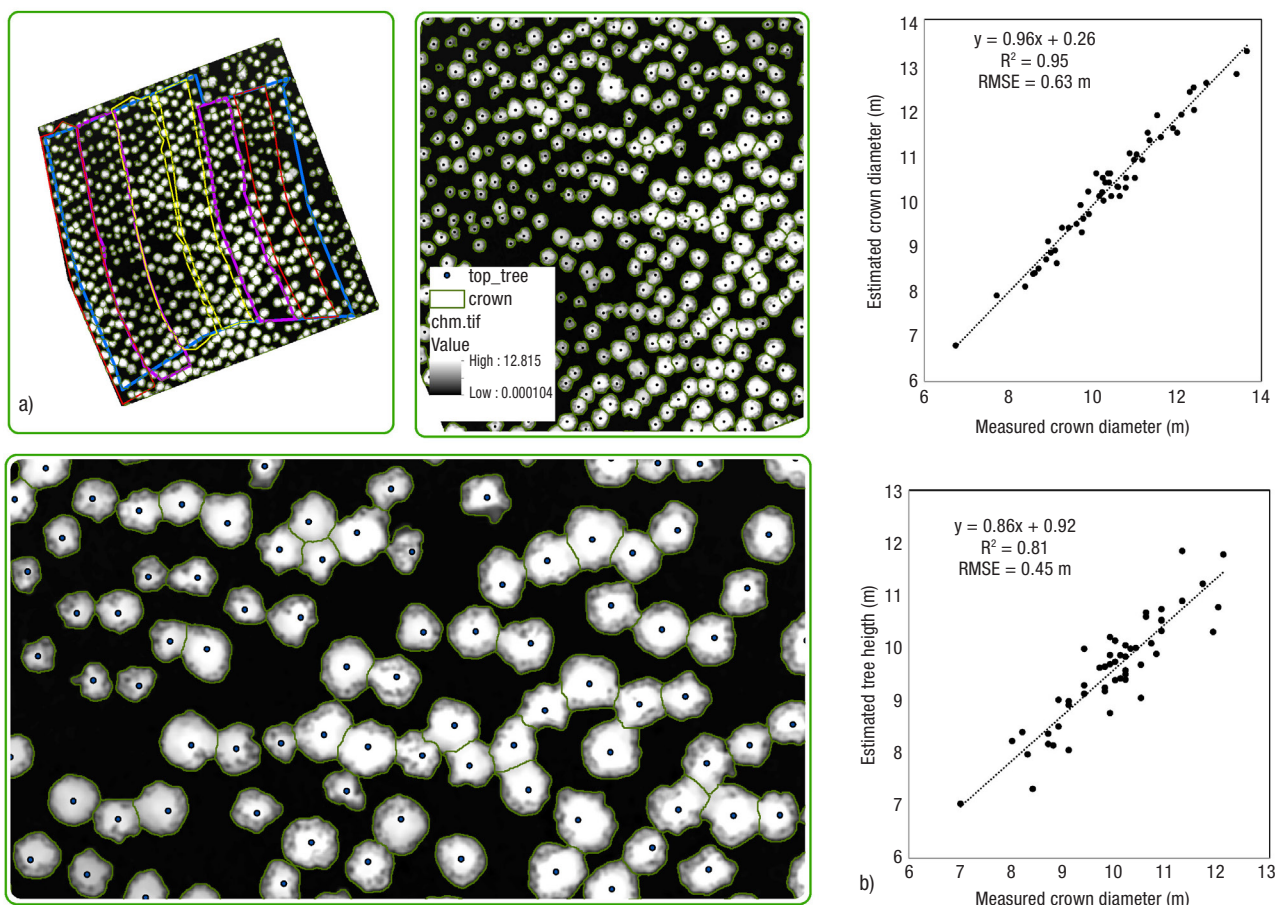 a)
top_tree
crown
chm.tif
Value
High : 12.815
Low : 0.000104
14
13
12
11
10
9
8
7
6
Estimated crown diameter (m)
y = 0.96x + 0.26
R² = 0.95
RMSE = 0.63 m
6
8
10
12
14
Measured crown diameter (m)
13
12
11
10
9
8
7
6
Estimated tree heigth (m)
y = 0.86x + 0.92
R² = 0.81
RMSE = 0.45 m
7
8
9
10
11
12
13
b)
Measured crown diameter (m)